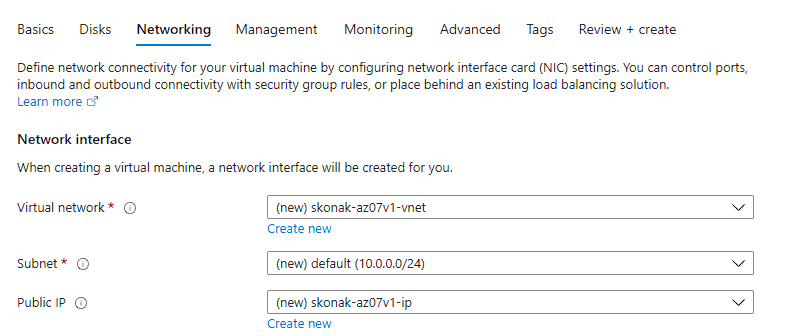 Basics Disks Networking Management Monitoring Advanced Tags Review + create
Define network connectivity for your virtual machine by configuring network interface card (NIC) settings. You can control ports,
inbound and outbound connectivity with security group rules, or place behind an existing load balancing solution.
Learn more
Network interface
When creating a virtual machine, a network interface will be created for you.
Virtual network * (new) skonak-az07v1-vnet
Create new
Subnet * (new) default (10.0.0.0/24)
Public IP (new) skonak-az07v1-ip
Create new